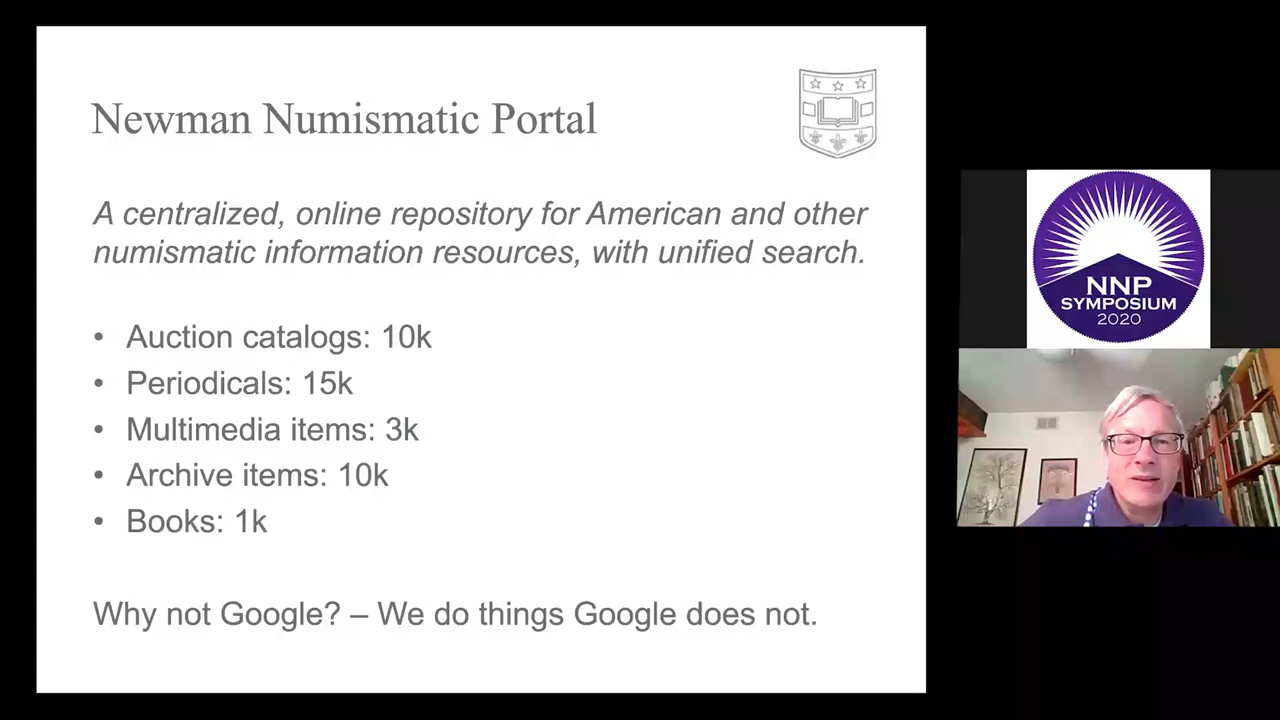 Newman Numismatic Portal
A centralized, online repository for American and other
numismatic information resources, with unified search.
• Auction catalogs: 10k
• Periodicals: 15k
• Multimedia items: 3k
• Archive items: 10k
• Books: 1k
Why not Google? – We do things Google does not.
NNP
SYMPOSIUM
2020